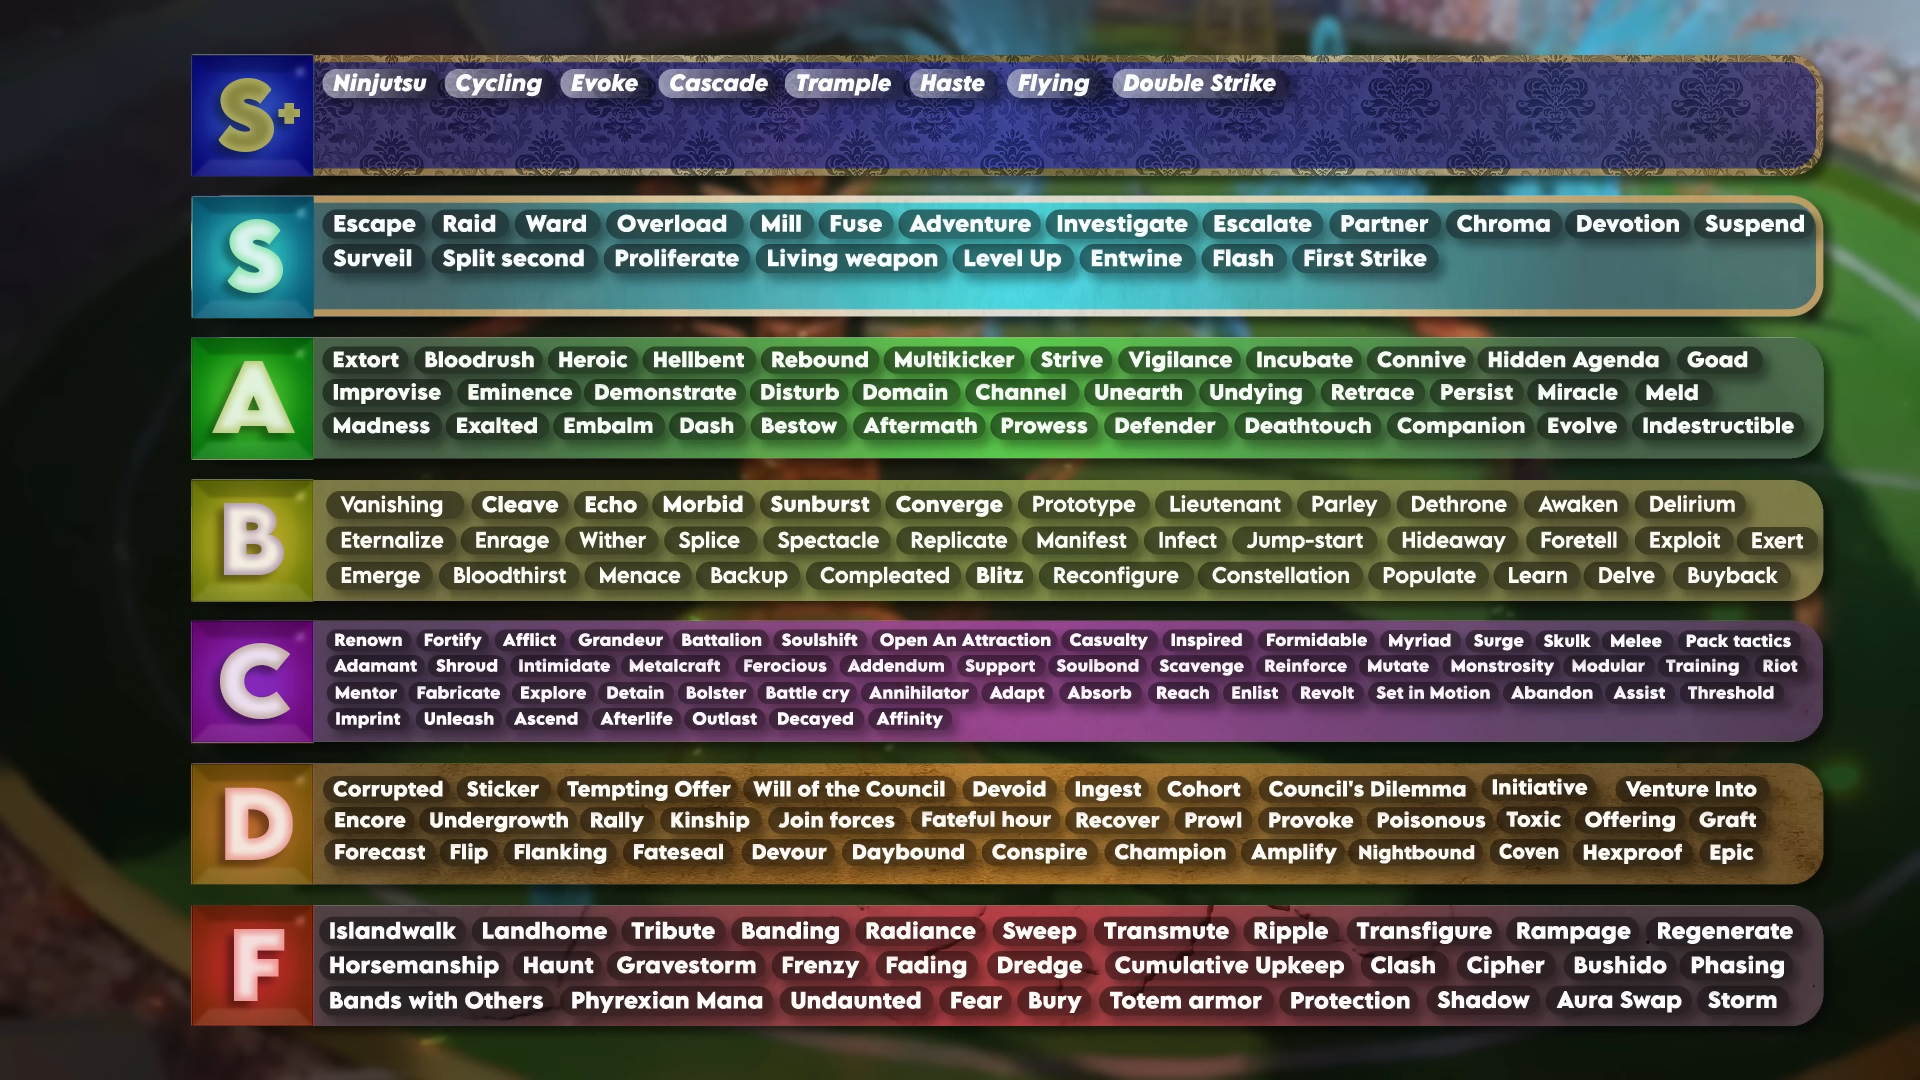 S+
Ninjutsu Cycling Evoke Cascade Trample Haste Flying Double Strike
S
Escape Raid Ward Overload Mill Fuse Adventure Investigate Escalate Partner Chroma Devotion Suspend
Surveil Split second Proliferate Living weapon Level Up Entwine Flash First Strike
A
Extort Bloodrush Heroic Hellbent Rebound Multikicker Strive Vigilance Incubate Connive Hidden Agenda Goad
Improvise Eminence Demonstrate Disturb Domain Channel Unearth Undying Retrace Persist Miracle Meld
Madness Exalted Embalm Dash Bestow Aftermath Prowess Defender Deathtouch Companion Evolve Indestructible
B
Vanishing Cleave Echo Morbid Sunburst Converge Prototype Lieutenant Parley Dethrone Awaken Delirium
Eternalize Enrage Wither Splice Spectacle Replicate Manifest Infect Jump-start Hideaway Foretell Exploit Exert
Emerge Bloodthirst Menace Backup Compleated Blitz Reconfigure Constellation Populate Learn Delve Buyback
C
Renown Fortify Afflict Grandeur Battalion Soulshift Open An Attraction Casualty Inspired Formidable Myriad Surge Skulk Melee Pack tactics
Adamant Shroud Intimidate Metalcraft Ferocious Addendum Support Soulbond Scavenge Reinforce Mutate Monstrosity Modular Training Riot
Mentor Fabricate Explore Detain Bolster Battle cry Annihilator Adapt Absorb Reach Enlist Revolt Set in Motion Abandon Assist Threshold
Imprint Unleash Ascend Afterlife Outlast Decayed Affinity
D
Corrupted Sticker Tempting Offer Will of the Council Devoid Ingest Cohort Council's Dilemma Initiative Venture Into
Encore Undergrowth Rally Kinship Join forces Fateful hour Recover Prowl Provoke Poisonous Toxic Offering Graft
Forecast Flip Flanking Fateseal Devour Daybound Conspire Champion Amplify Nightbound Coven Hexproof Epic
F
Islandwalk Landhome Tribute Banding Radiance Sweep Transmute Ripple Transfigure Rampage Regenerate
Horsemanship Haunt Gravestorm Frenzy Fading Dredge Cumulative Upkeep Clash Cipher Bushido Phasing
Bands with Others Phyrexian Mana Undaunted Fear Bury Totem armor Protection Shadow Aura Swap Storm